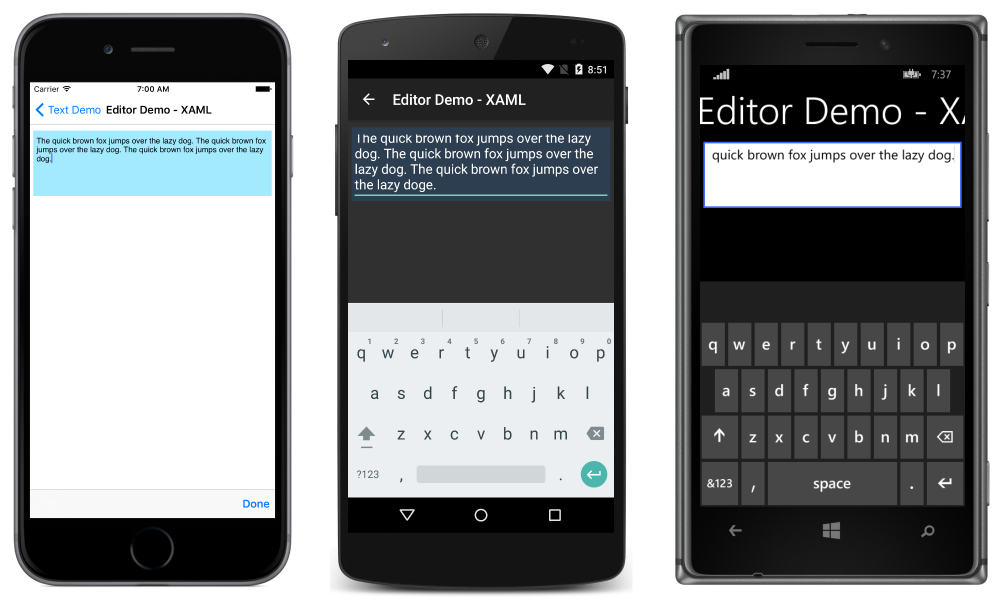 Carrier 7:00 AM
Text Demo Editor Demo - XAML
The quick brown fox jumps over the lazy dog. The quick brown fox
jumps over the lazy dog. The quick brown fox jumps over the lazy
dog.
Done
8:51
Editor Demo - XAML
The quick brown fox jumps over the lazy
dog. The quick brown fox jumps over the
lazy dog. The quick brown fox jumps over
the lazy doge.
1 2 3 4 5 6 7 8 9 0
q w e r t y u i o p
a s d f g h j k l
z x c v b n m
?123 , .
7:37
Editor Demo - XA
quick brown fox jumps over the lazy dog.
q w e r t y u i o p
a s d f g h j k l
z x c v b n m
&123 , space .